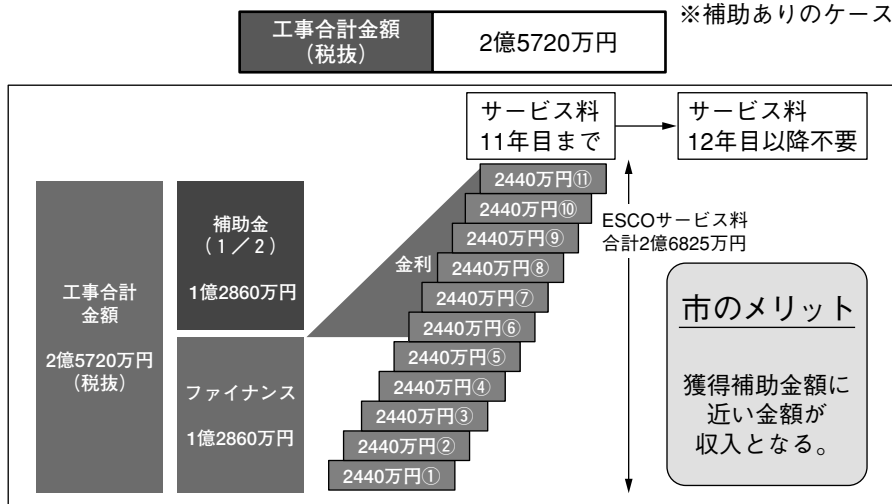 ※補助ありのケース
工事合計金額
（税抜）
2億5720万円
サービス料
11年目まで
サービス料
12年目以降不要
工事合計
金額
2億5720万円
（税抜）
補助金
（1／2）
1億2860万円
ファイナンス
1億2860万円
金利
2440万円⑪
2440万円⑩
2440万円⑨
2440万円⑧
2440万円⑦
2440万円⑥
2440万円⑤
2440万円④
2440万円③
2440万円②
2440万円①
ESCOサービス料
合計2億6825万円
市のメリット
獲得補助金額に
近い金額が
収入となる。